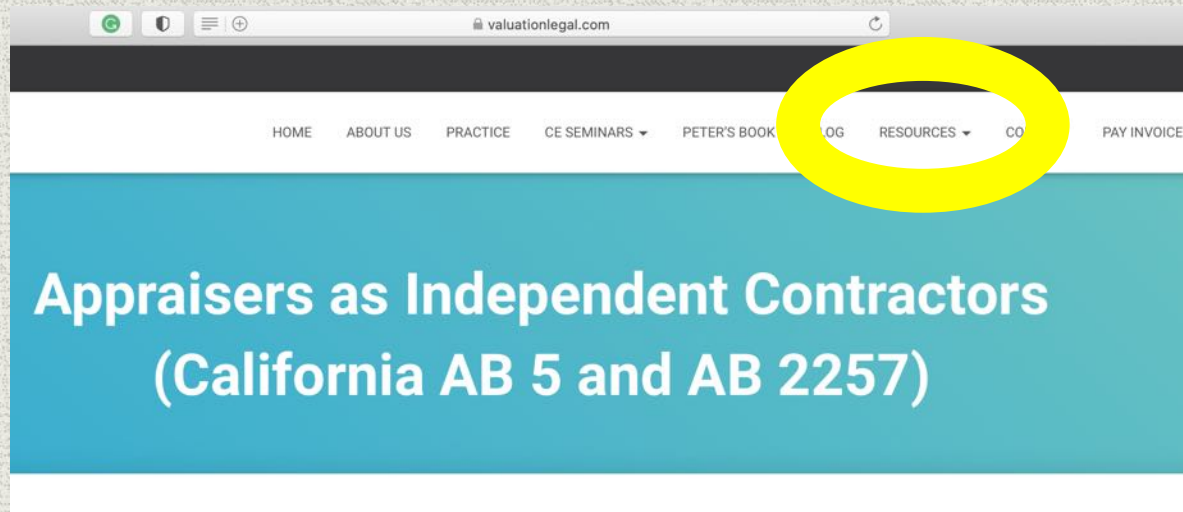 valuationlegal.com
HOME ABOUT US PRACTICE CE SEMINARS PETER'S BOOK RESOURCES PAY INVOICE
Appraisers as Independent Contractors
(California AB 5 and AB 2257)